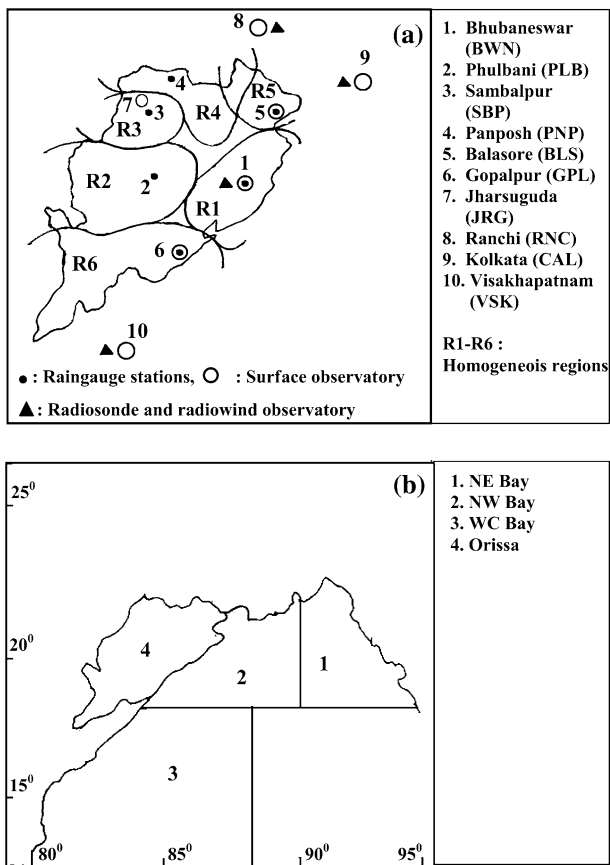 (a)
8
9
4
7
3
R5
5
R4
R3
R2
2
1
R1
6
R6
10
: Raingauge stations, : Surface observatory
: Radiosonde and radiowind observatory
1. Bhubaneswar
(BWN)
2. Phulbani (PLB)
3. Sambalpur
(SBP)
4. Panposh (PNP)
5. Balasore (BLS)
6. Gopalpur (GPL)
7. Jharsuguda
(JRG)
8. Ranchi (RNC)
9. Kolkata (CAL)
10. Visakhapatnam
(VSK)
R1-R6 :
Homogeneois regions
(b)
25⁰
20⁰
15⁰
4
2
1
3
80⁰
85⁰
90⁰
95⁰
1. NE Bay
2. NW Bay
3. WC Bay
4. Orissa